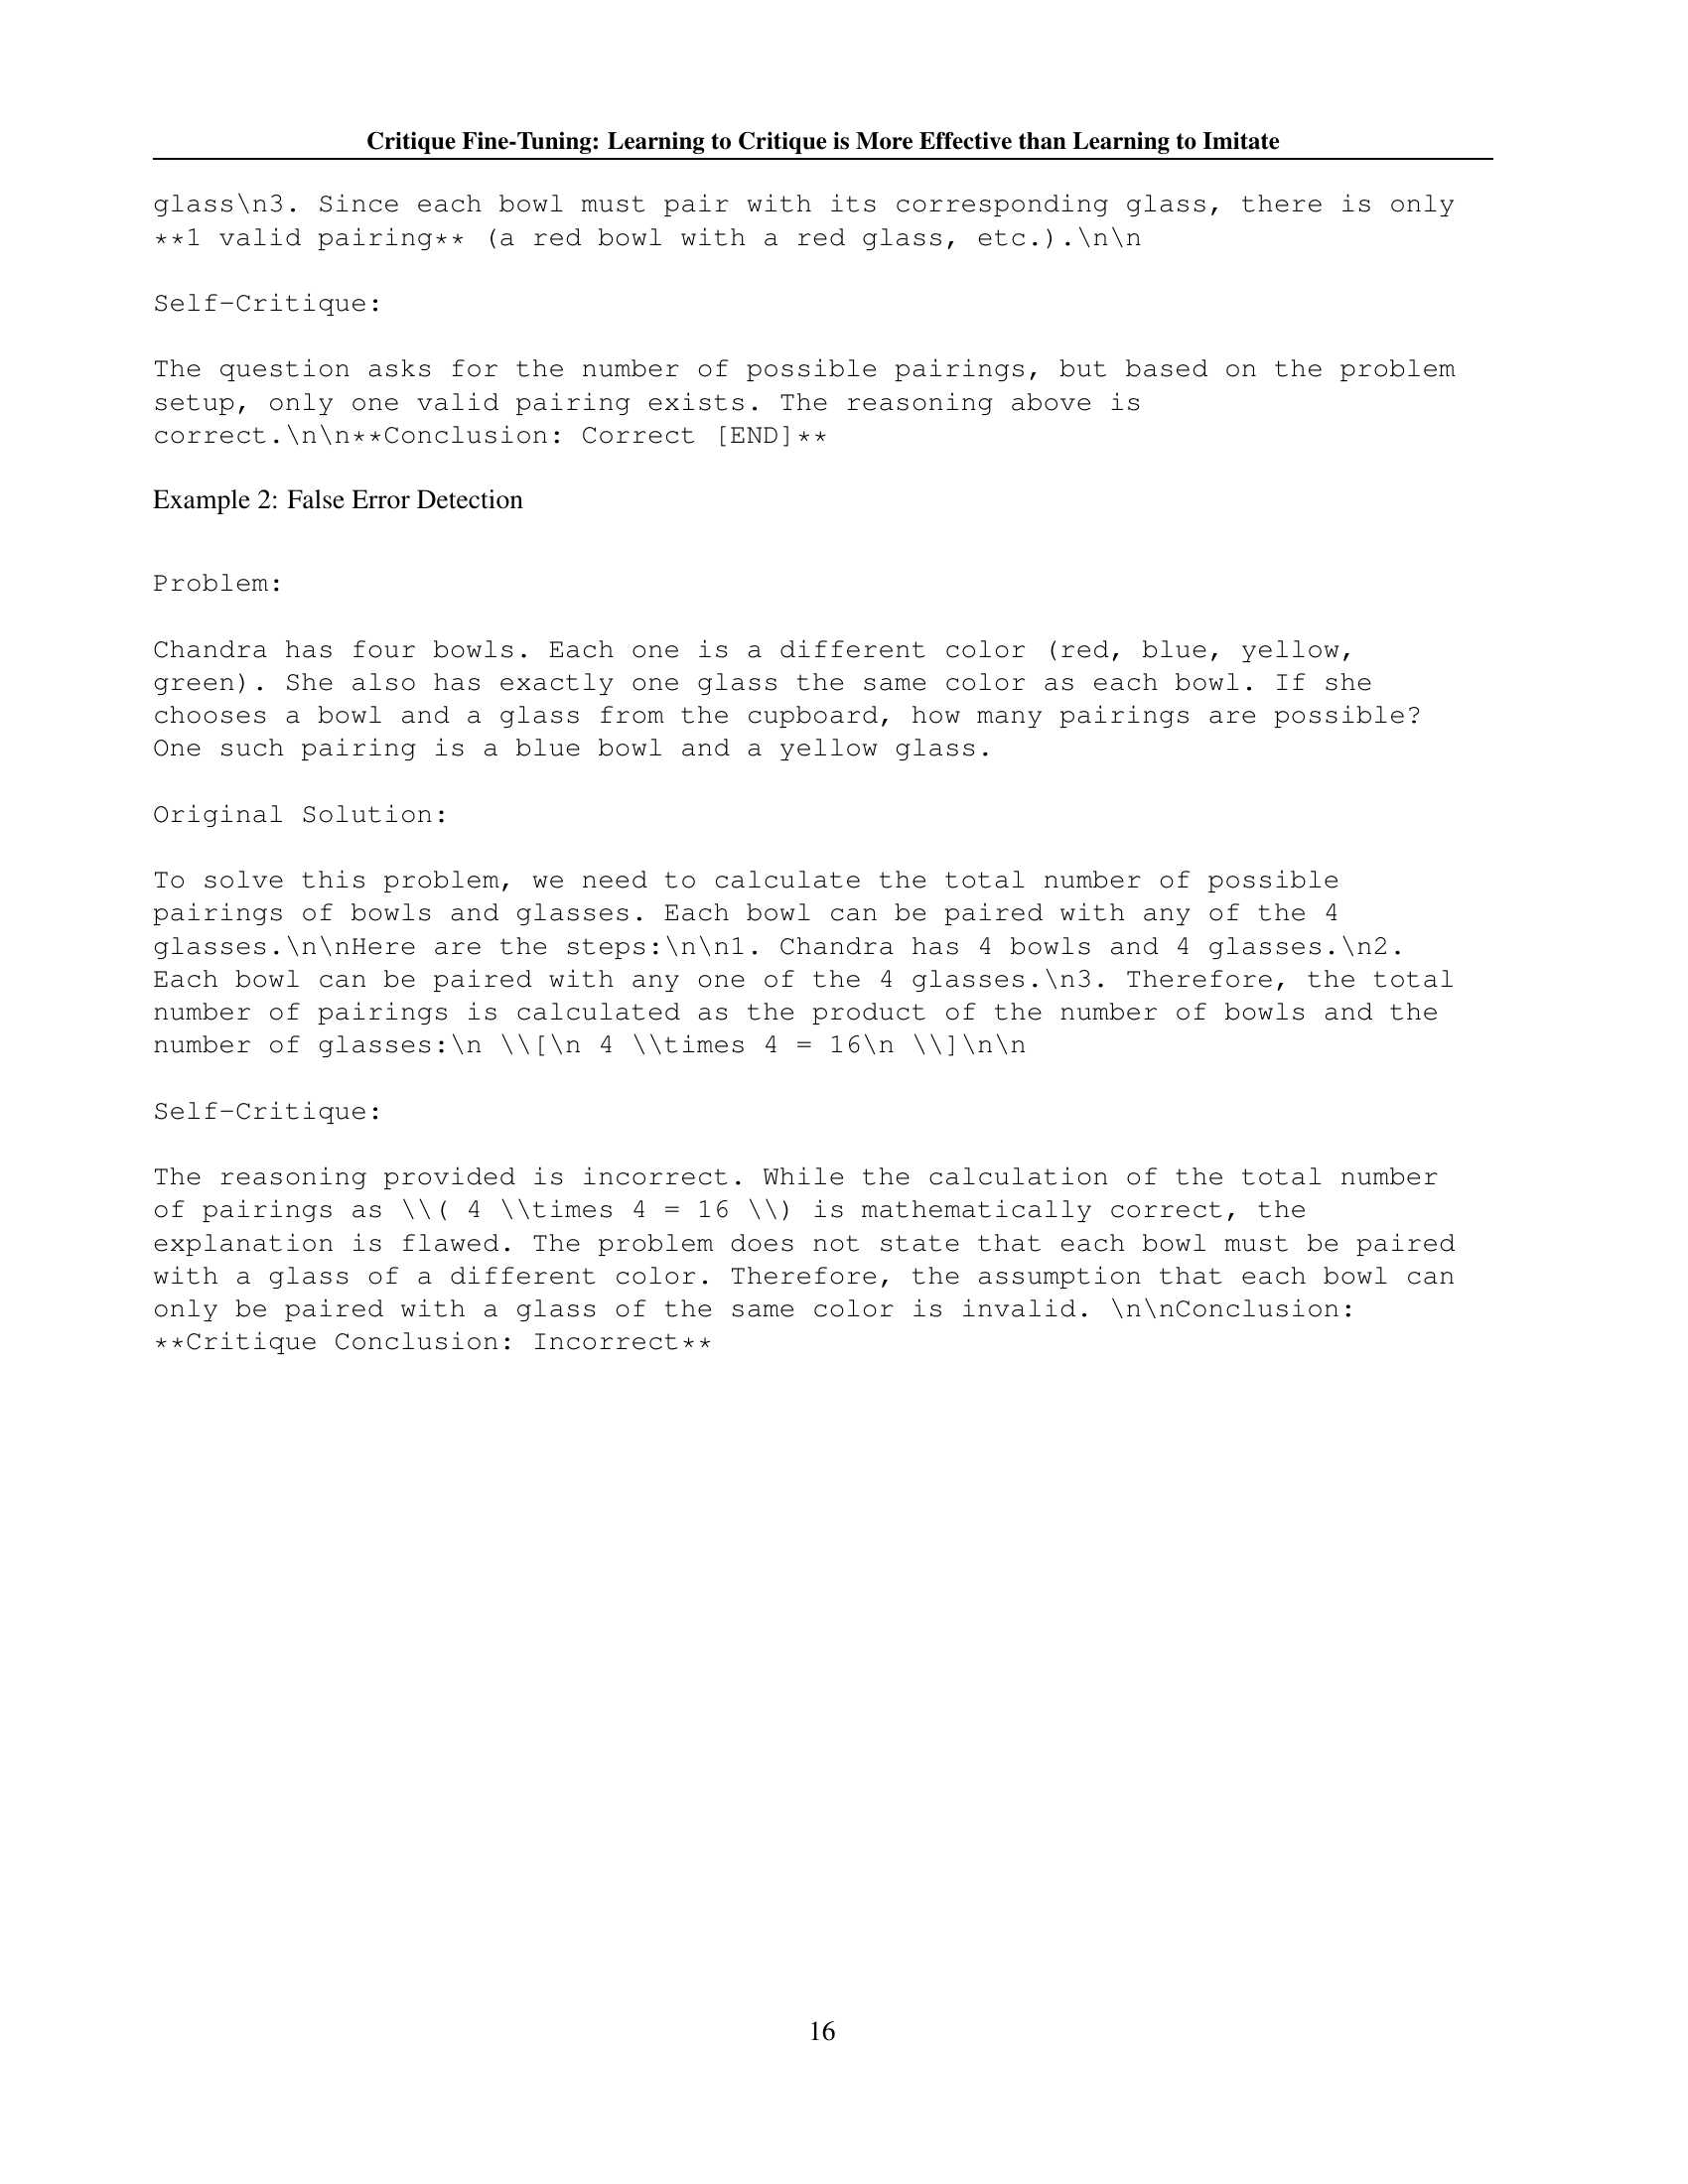 Critique Fine-Tuning: Learning to Critique is More Effective than Learning to Imitate
glass\n3. Since each bowl must pair with its corresponding glass, there is only
**1 valid pairing** (a red bowl with a red glass, etc.).\n\n
Self-Critique:
The question asks for the number of possible pairings, but based on the problem
setup, only one valid pairing exists. The reasoning above is
correct.\n\n**Conclusion: Correct [END]**
Example 2: False Error Detection
Problem:
Chandra has four bowls. Each one is a different color (red, blue, yellow,
green). She also has exactly one glass the same color as each bowl. If she
chooses a bowl and a glass from the cupboard, how many pairings are possible?
One such pairing is a blue bowl and a yellow glass.
Original Solution:
To solve this problem, we need to calculate the total number of possible
pairings of bowls and glasses. Each bowl can be paired with any of the 4
glasses.\n\nHere are the steps:\n\n1. Chandra has 4 bowls and 4 glasses.\n2.
Each bowl can be paired with any one of the 4 glasses.\n3. Therefore, the total
number of pairings is calculated as the product of the number of bowls and the
number of glasses:\n \\[\n 4 \\times 4 = 16\n \\]\n\n
Self-Critique:
The reasoning provided is incorrect. While the calculation of the total number
of pairings as \\( 4 \\times 4 = 16 \\) is mathematically correct, the
explanation is flawed. The problem does not state that each bowl must be paired
with a glass of a different color. Therefore, the assumption that each bowl can
only be paired with a glass of the same color is invalid. \n\nConclusion:
**Critique Conclusion: Incorrect**
16